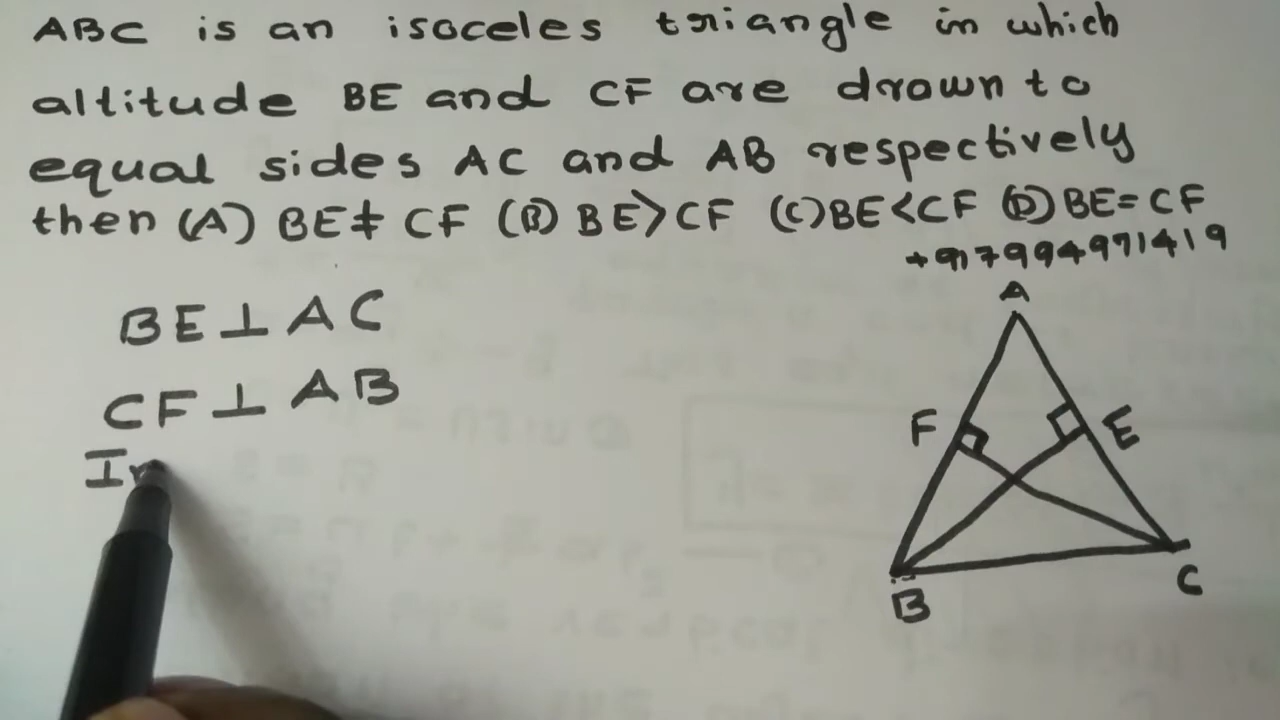 ABC is an isoceles triangle in which
altitude BE and CF are drawn to
equal sides AC and AB respectively
then (A) BE ≠ CF (B) BE > CF (C) BE < CF (D) BE = CF
+917994971419
BE ⊥ AC
CF ⊥ AB
In
A
F
E
B
C